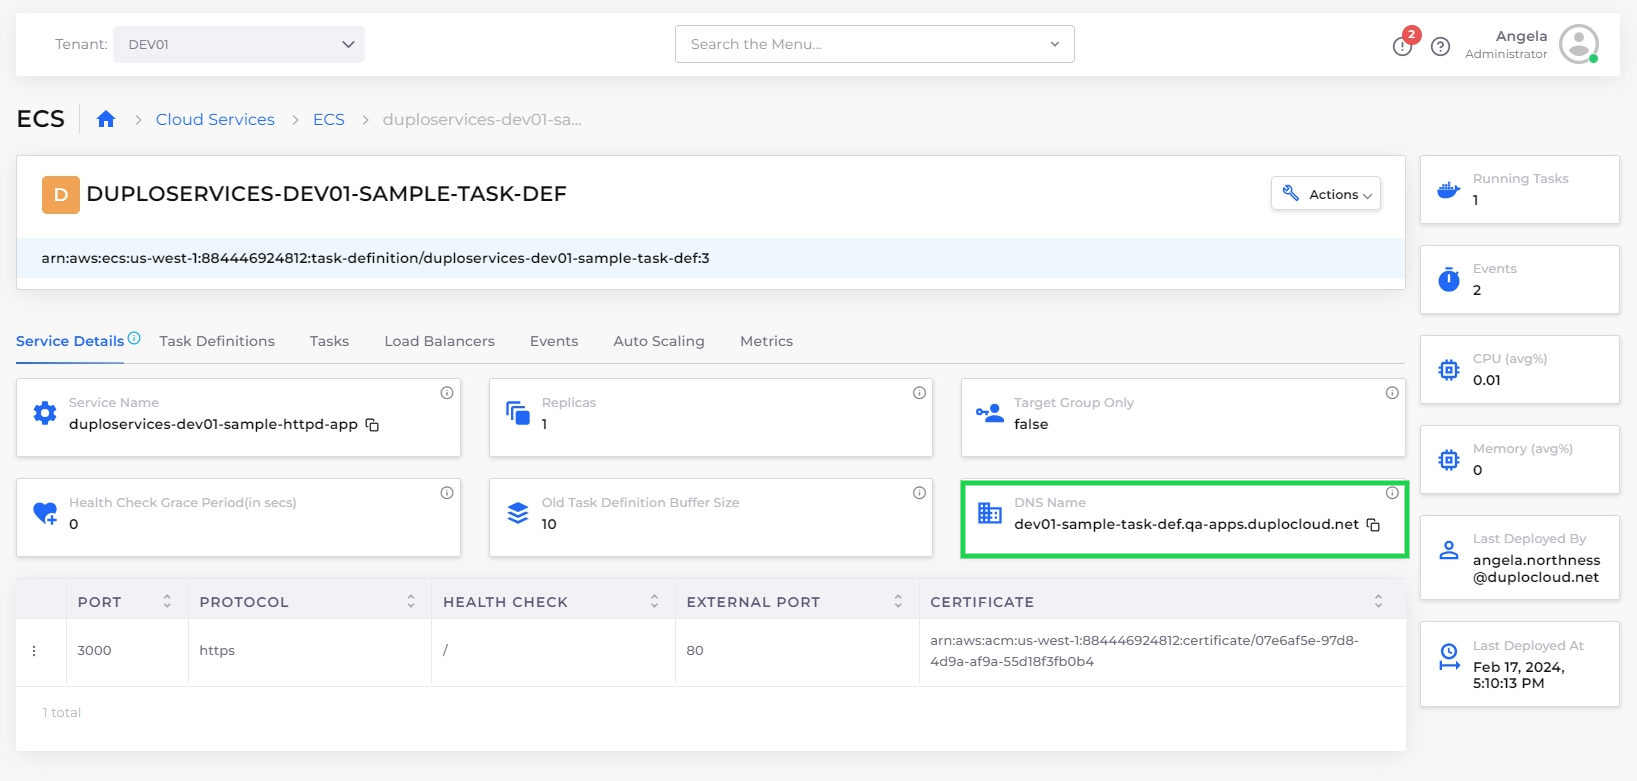 Tenant: DEV01
Search the Menu...
2
Angela
Administrator
ECS
Cloud Services
ECS
duploservices-dev01-sa...
D DUPLOSERVICES-DEV01-SAMPLE-TASK-DEF
Actions
arn:aws:ecs:us-west-1:884446924812:task-definition/duploservices-dev01-sample-task-def:3
Running Tasks
1
Events
2
CPU (avg%)
0.01
Memory (avg%)
0
Last Deployed By
angela.northness
@duplocloud.net
Last Deployed At
Feb 17, 2024,
5:10:13 PM
Service Details Task Definitions Tasks Load Balancers Events Auto Scaling Metrics
Service Name
duploservices-dev01-sample-httpd-app
Replicas
1
Target Group Only
false
Health Check Grace Period(in secs)
0
Old Task Definition Buffer Size
10
DNS Name
dev01-sample-task-def.qa-apps.duplocloud.net
PORT PROTOCOL HEALTH CHECK EXTERNAL PORT CERTIFICATE
3000 https / 80 arn:aws:acm:us-west-1:884446924812:certificate/07e6af5e-97d8-
4d9a-af9a-55d18f3fb0b4
1 total